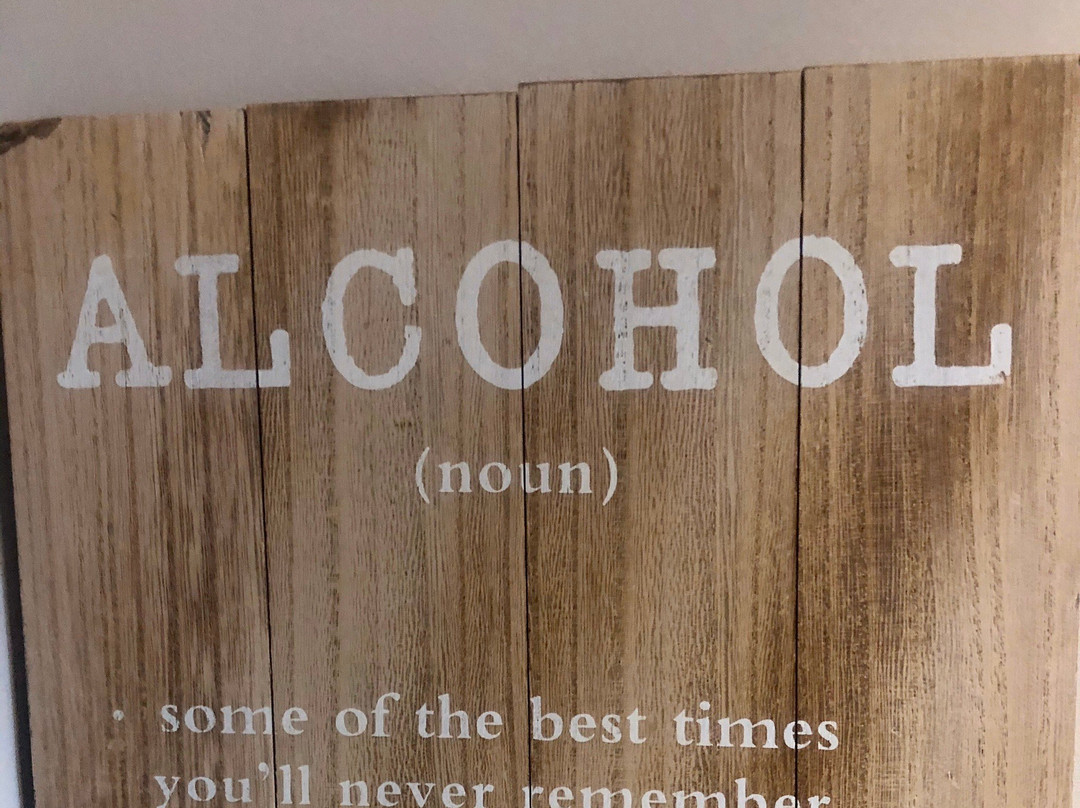 ALCOHOL
(noun)
· some of the best times
you'll never remember